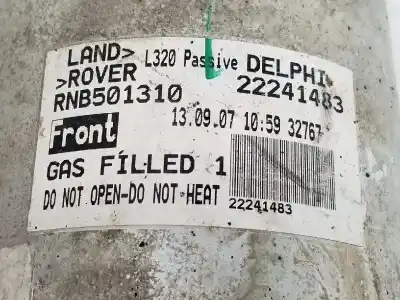 LAND> L320 Passive DELPHI
>ROVER 22241483
RNB501310
13.09.07 10:59 32767
Front
GAS FILLED 1
DO NOT OPEN-DO NOT-HEAT
22241483